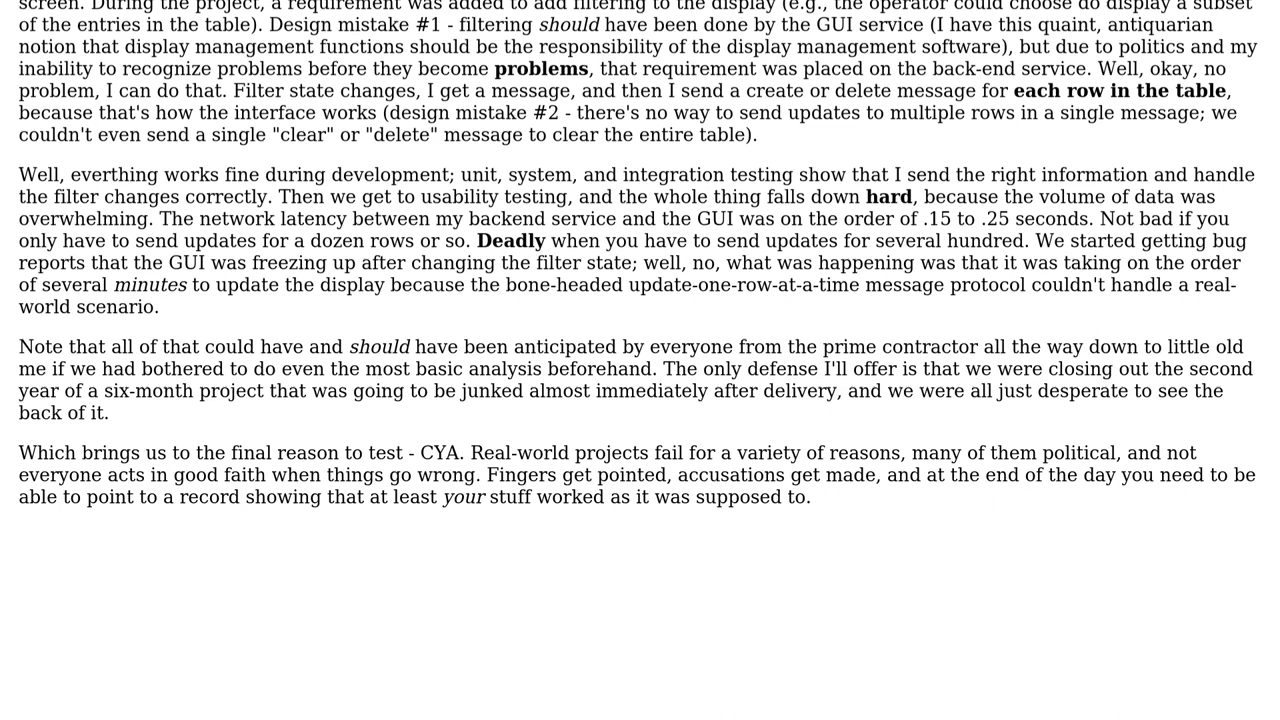 screen. During the project, a requirement was added to add filtering to the display (e.g., the operator could choose do display a subset
of the entries in the table). Design mistake #1 - filtering should have been done by the GUI service (I have this quaint, antiquarian
notion that display management functions should be the responsibility of the display management software), but due to politics and my
inability to recognize problems before they become problems, that requirement was placed on the back-end service. Well, okay, no
problem, I can do that. Filter state changes, I get a message, and then I send a create or delete message for each row in the table,
because that's how the interface works (design mistake #2 - there's no way to send updates to multiple rows in a single message; we
couldn't even send a single "clear" or "delete" message to clear the entire table).
Well, everthing works fine during development; unit, system, and integration testing show that I send the right information and handle
the filter changes correctly. Then we get to usability testing, and the whole thing falls down hard, because the volume of data was
overwhelming. The network latency between my backend service and the GUI was on the order of .15 to .25 seconds. Not bad if you
only have to send updates for a dozen rows or so. Deadly when you have to send updates for several hundred. We started getting bug
reports that the GUI was freezing up after changing the filter state; well, no, what was happening was that it was taking on the order
of several minutes to update the display because the bone-headed update-one-row-at-a-time message protocol couldn't handle a real-
world scenario.
Note that all of that could have and should have been anticipated by everyone from the prime contractor all the way down to little old
me if we had bothered to do even the most basic analysis beforehand. The only defense I'll offer is that we were closing out the second
year of a six-month project that was going to be junked almost immediately after delivery, and we were all just desperate to see the
back of it.
Which brings us to the final reason to test - CYA. Real-world projects fail for a variety of reasons, many of them political, and not
everyone acts in good faith when things go wrong. Fingers get pointed, accusations get made, and at the end of the day you need to be
able to point to a record showing that at least your stuff worked as it was supposed to.